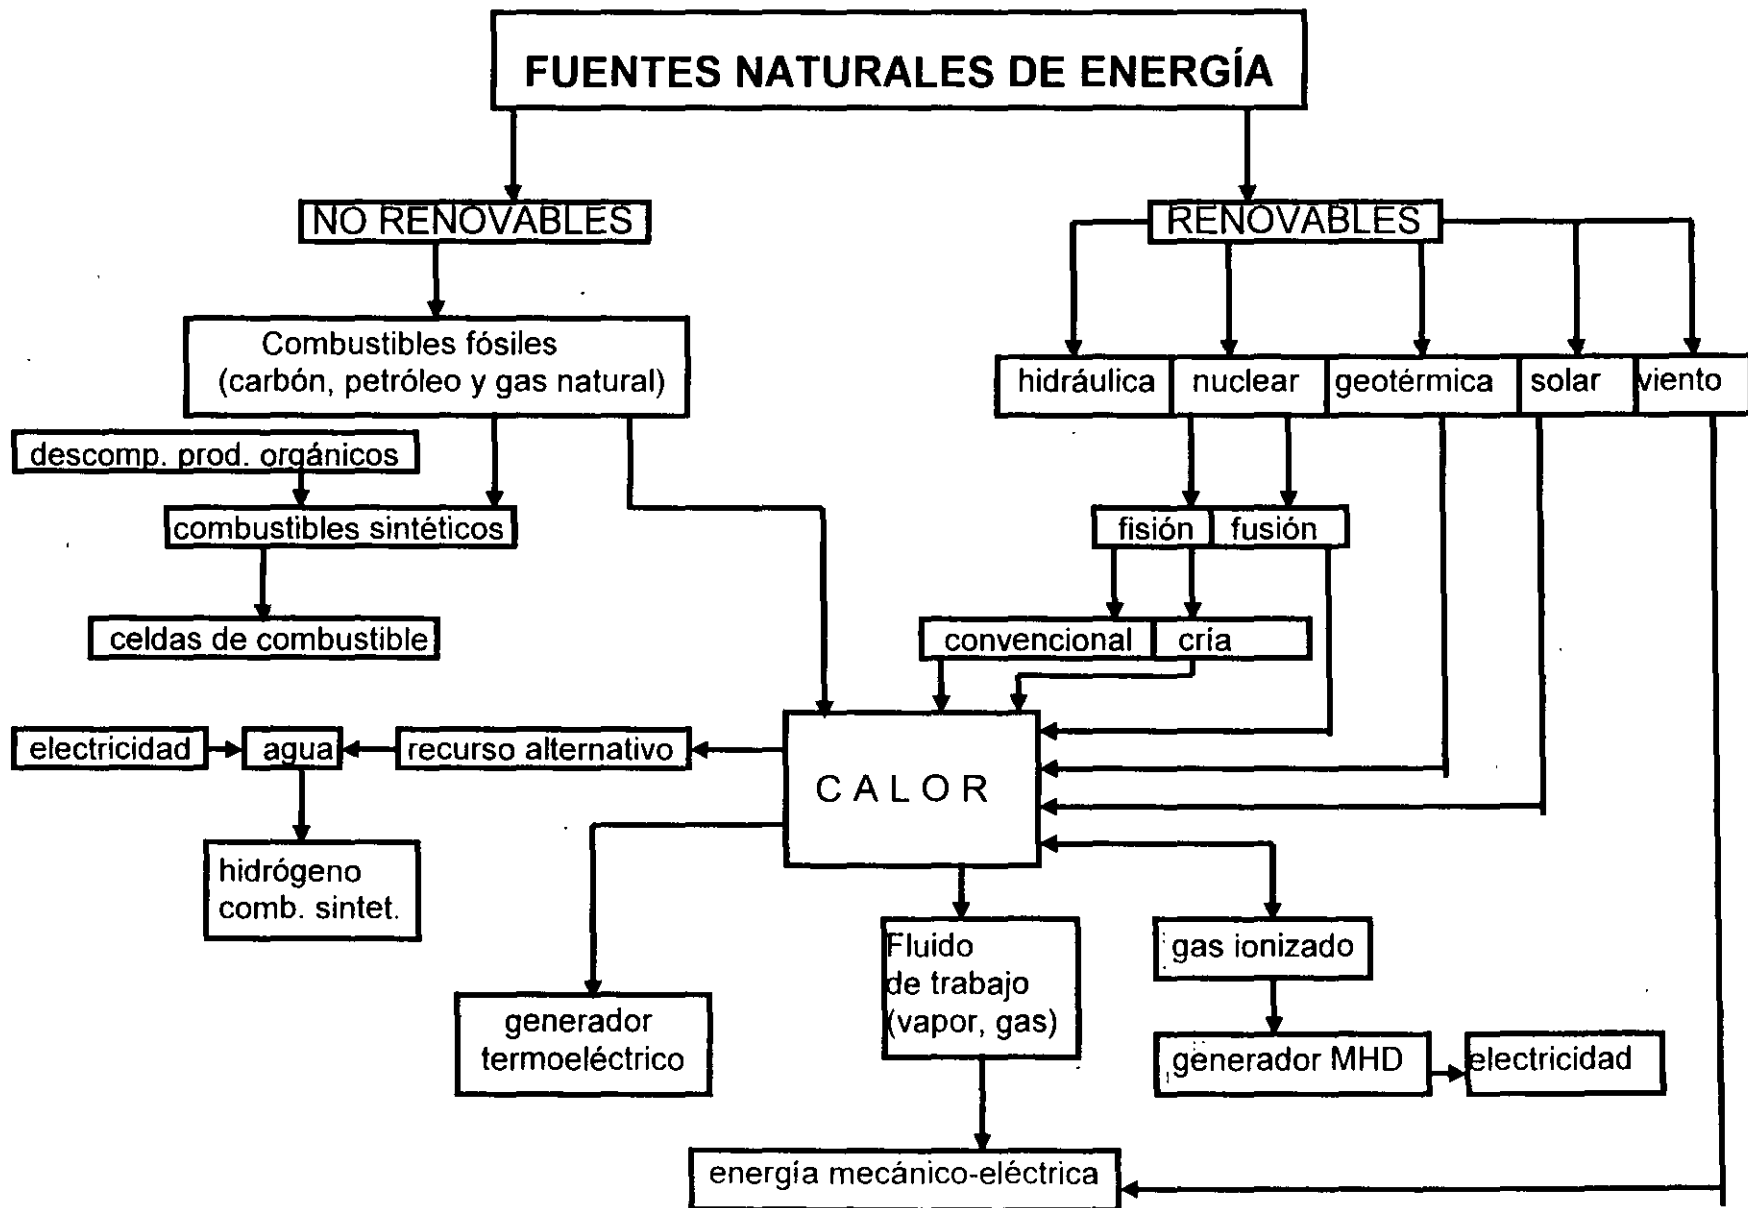 FUENTES NATURALES DE ENERGÍA
NO RENOVABLES
RENOVABLES
Combustibles fósiles
(carbón, petróleo y gas natural)
hidráulica
nuclear
geotérmica
solar
viento
descomp. prod. orgánicos
combustibles sintéticos
fisión
fusión
celdas de combustible
convencional
cría
electricidad
agua
recurso alternativo
CALOR
hidrógeno
comb. sintet.
Fluido
de trabajo
(vapor, gas)
gas ionizado
generador
termoeléctrico
generador MHD
electricidad
energía mecánico-eléctrica